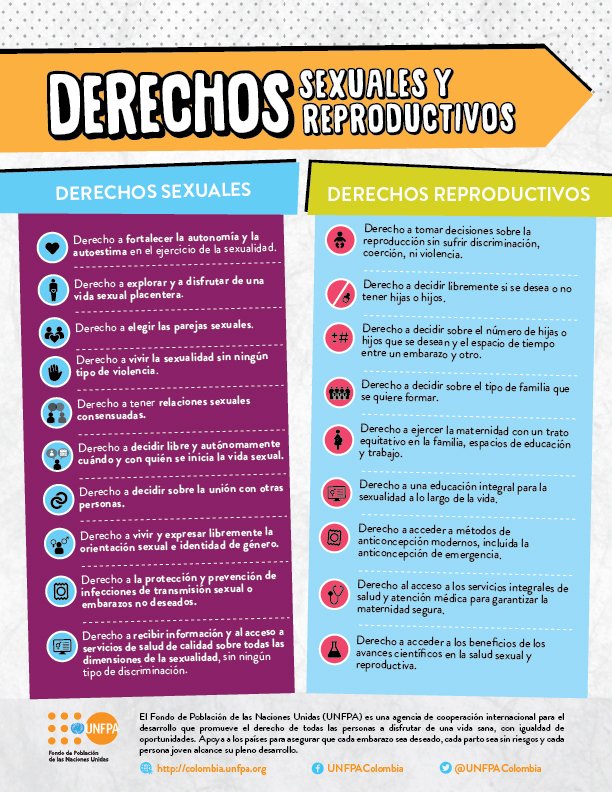 DERECHOS SEXUALES Y
REPRODUCTIVOS
DERECHOS SEXUALES
Derecho a fortalecer la autonomía y la
autoestima en el ejercicio de la sexualidad.
Derecho a explorar y a disfrutar de una
vida sexual placentera.
Derecho a elegir las parejas sexuales.
Derecho a vivir la sexualidad sin ningún
tipo de violencia.
Derecho a tener relaciones sexuales
consensuadas.
Derecho a decidir libre y autónomamente
cuándo y con quién se inicia la vida sexual.
Derecho a decidir sobre la unión con otras
personas.
Derecho a vivir y expresar libremente la
orientación sexual e identidad de género.
Derecho a la protección y prevención de
infecciones de transmisión sexual o
embarazos no deseados.
Derecho a recibir información y al acceso a
servicios de salud de calidad sobre todas las
dimensiones de la sexualidad, sin ningún
tipo de discriminación.
DERECHOS REPRODUCTIVOS
Derecho a tomar decisiones sobre la
reproducción sin sufrir discriminación,
coerción, ni violencia.
Derecho a decidir libremente si se desea o no
tener hijas o hijos.
±#
Derecho a decidir sobre el número de hijas o
hijos que se desean y el espacio de tiempo
entre un embarazo y otro.
Derecho a decidir sobre el tipo de familia que
se quiere formar.
Derecho a ejercer la maternidad con un trato
equitativo en la familia, espacios de educación
y trabajo.
Derecho a una educación integral para la
sexualidad a lo largo de la vida.
Derecho a acceder a métodos de
anticoncepción modernos, incluida la
anticoncepción de emergencia.
Derecho al acceso a los servicios integrales de
salud y atención médica para garantizar la
maternidad segura.
Derecho a acceder a los beneficios de los
avances científicos en la salud sexual y
reproductiva.
UNFPA
Fondo de Población
de las Naciones Unidas
El Fondo de Población de las Naciones Unidas (UNFPA) es una agencia de cooperación internacional para el
desarrollo que promueve el derecho de todas las personas a disfrutar de una vida sana, con igualdad de
oportunidades. Apoya a los países para asegurar que cada embarazo sea deseado, cada parto sea sin riesgos y cada
persona joven alcance su pleno desarrollo.
http://colombia.unfpa.org
UNFPAColombia
@UNFPAColombia